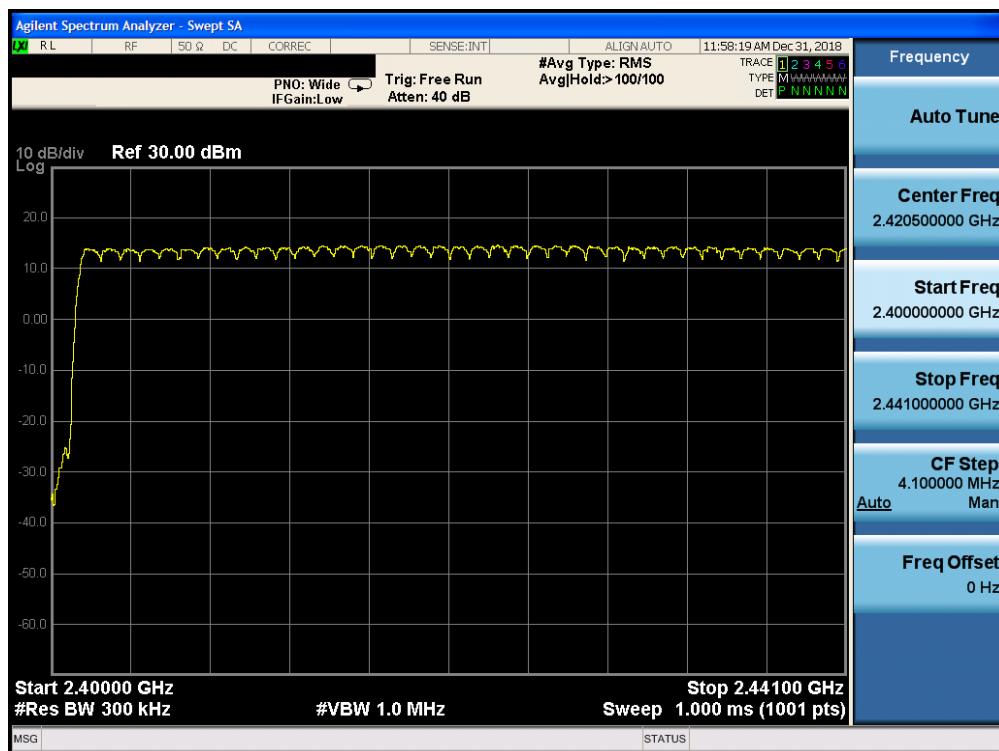 Agilent Spectrum Analyzer - Swept SA
LXI RL RF 50 Ω DC CORREC SENSE:INT ALIGN AUTO 11:58:19 AM Dec 31, 2018
PNO: Wide
IFGain:Low
Trig: Free Run
Atten: 40 dB
#Avg Type: RMS
Avg|Hold:>100/100
TRACE 1 2 3 4 5 6
TYPE M
DET P N N N N N
10 dB/div Ref 30.00 dBm
Log
20.0
10.0
0.00
-10.0
-20.0
-30.0
-40.0
-50.0
-60.0
Start 2.40000 GHz Stop 2.44100 GHz
#Res BW 300 kHz #VBW 1.0 MHz Sweep 1.000 ms (1001 pts)
MSG STATUS
Frequency
Auto Tune
Center Freq
2.420500000 GHz
Start Freq
2.400000000 GHz
Stop Freq
2.441000000 GHz
CF Step
4.100000 MHz
Auto Man
Freq Offset
0 Hz